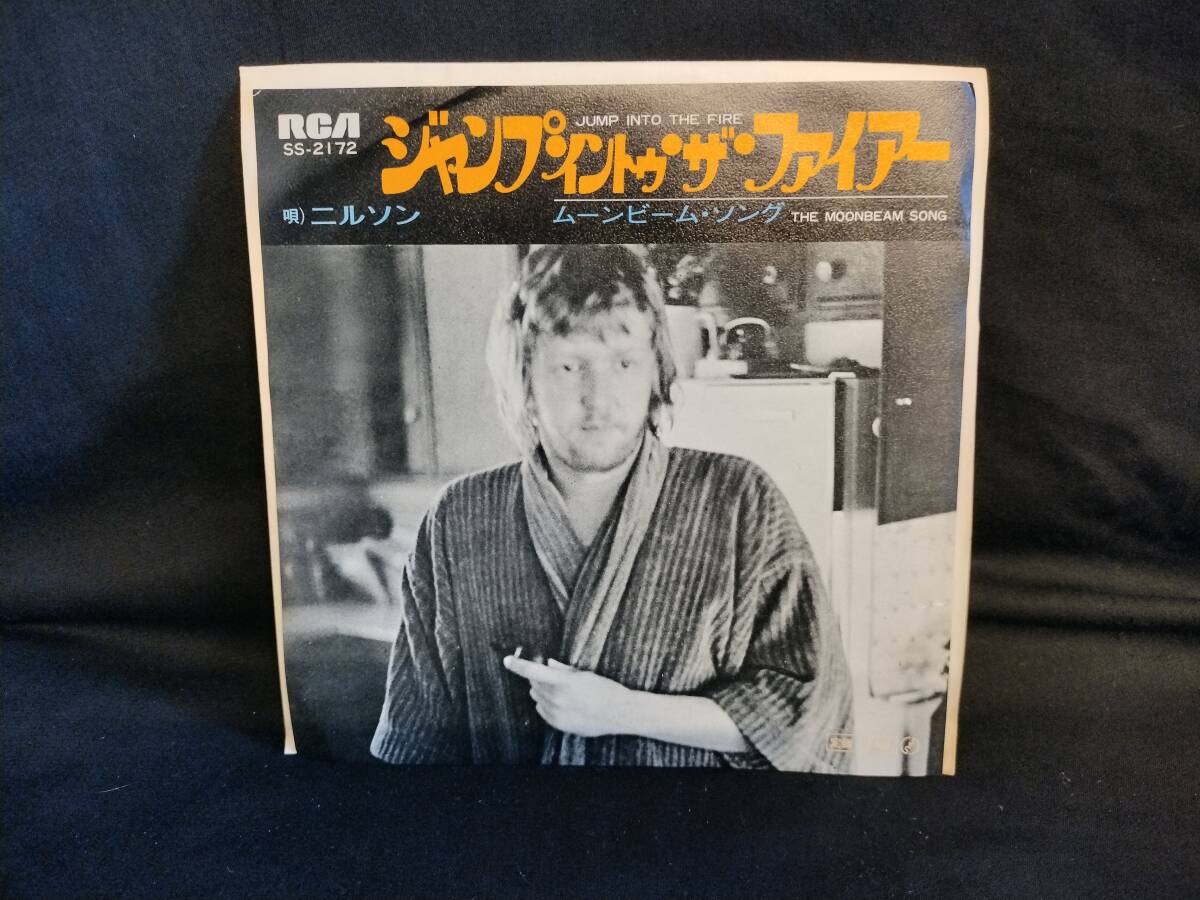 RCA
SS-2172
JUMP INTO THE FIRE
ジャンプ・イントゥ・ザ・ファイアー
唄)ニルソン
ムーンビーム・ソング THE MOONBEAM SONG